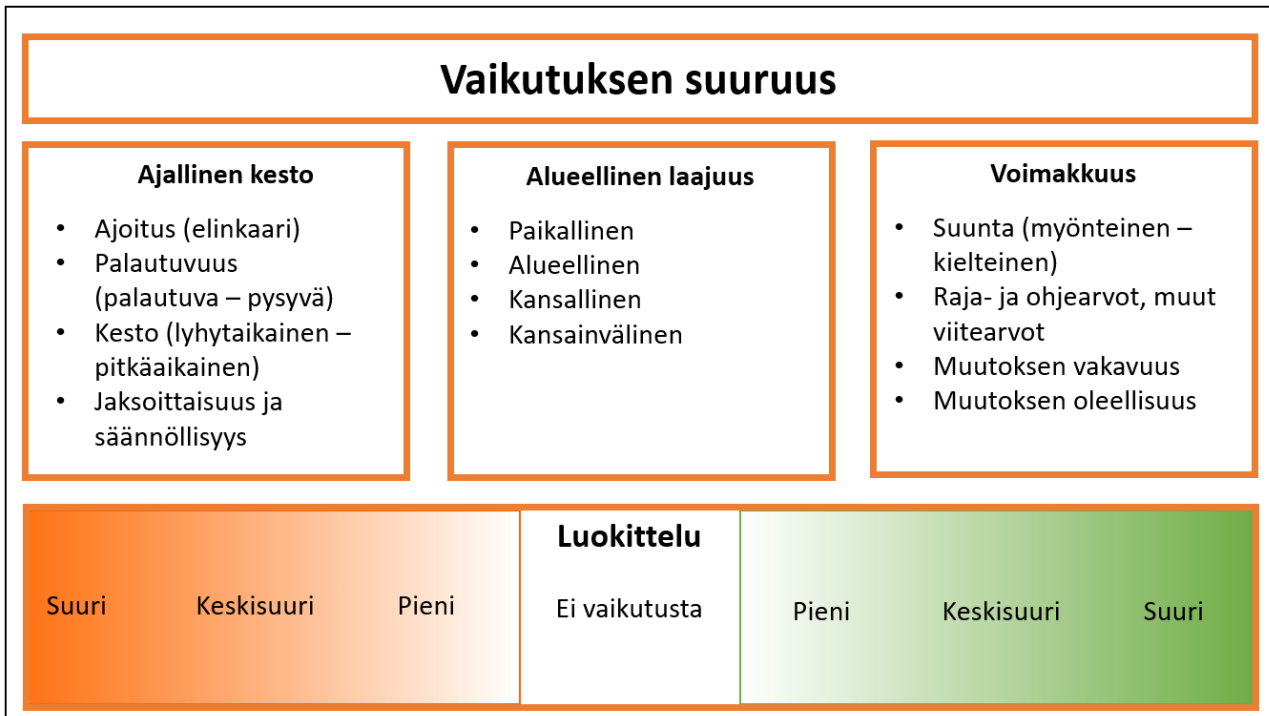 Vaikutuksen suuruus
Ajallinen kesto
• Ajoitus (elinkaari)
• Palautuvuus
(palautuva – pysyvä)
• Kesto (lyhytaikainen –
pitkäaikainen)
• Jaksoittaisuus ja
säännöllisyys
Alueellinen laajuus
• Paikallinen
• Alueellinen
• Kansallinen
• Kansainvälinen
Voimakkuus
• Suunta (myönteinen –
kielteinen)
• Raja- ja ohjearvot, muut
viitearvot
• Muutoksen vakavuus
• Muutoksen oleellisuus
Luokittelu
Suuri Keskisuuri Pieni Ei vaikutusta Pieni Keskisuuri Suuri